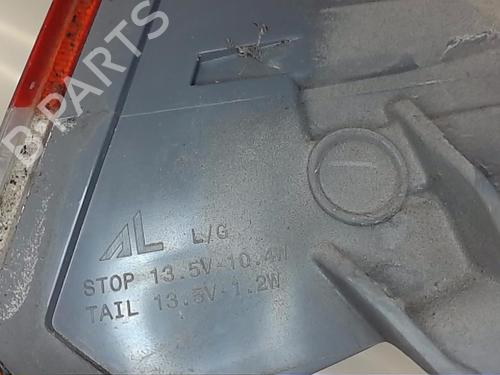 B-PARTS
AL L/G
STOP 13.5V-10.4W
TAIL 13.5V-1.2W